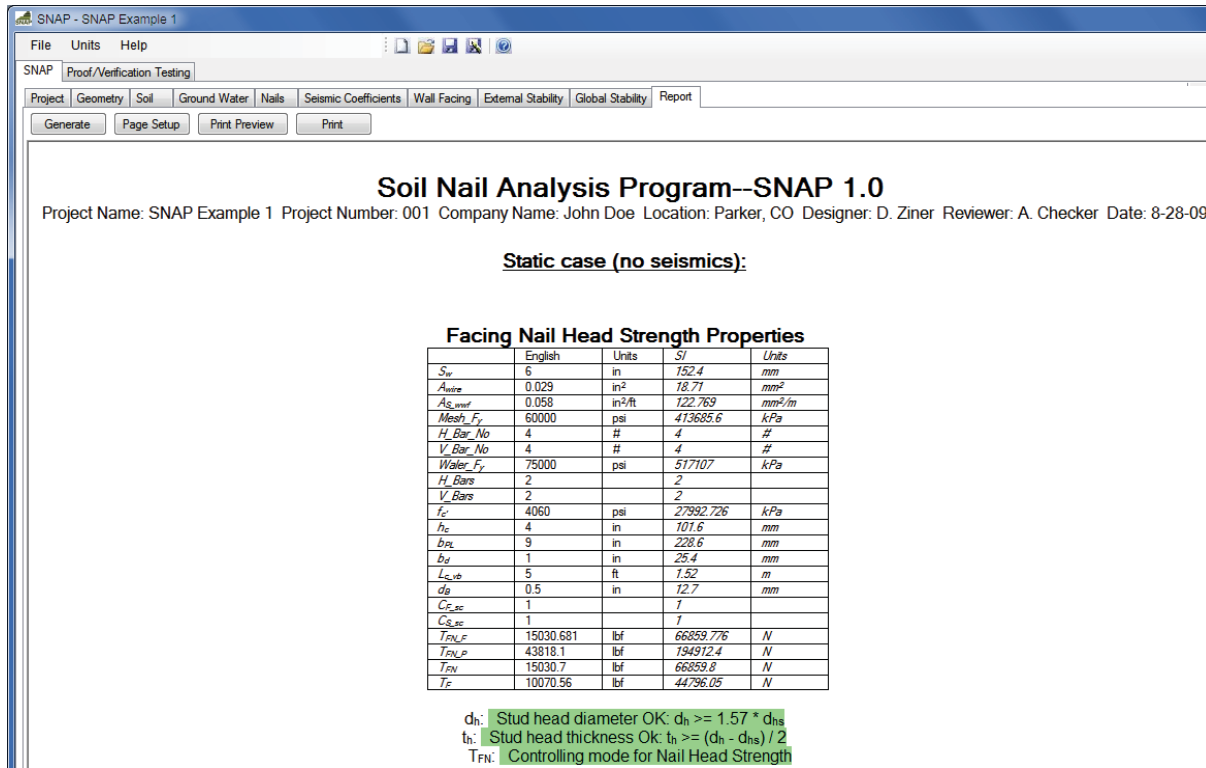 SNAP - SNAP Example 1
File Units Help
SNAP Proof/Verification Testing
Project Geometry Soil Ground Water Nails Seismic Coefficients Wall Facing External Stability Global Stability Report
Generate Page Setup Print Preview Print
Soil Nail Analysis Program--SNAP 1.0
Project Name: SNAP Example 1 Project Number: 001 Company Name: John Doe Location: Parker, CO Designer: D. Ziner Reviewer: A. Checker Date: 8-28-09
Static case (no seismics):
Facing Nail Head Strength Properties
English Units SI Units
Sw 6 in 152.4 mm
Awire 0.029 in² 18.71 mm²
AS_wwf 0.058 in²/ft 122.769 mm²/m
Mesh_Fy 60000 psi 413685.6 kPa
H_Bar_No 4 # 4 #
V_Bar_No 4 # 4 #
Waler_Fy 75000 psi 517107 kPa
H_Bars 2 2
V_Bars 2 2
fc' 4060 psi 27992.726 kPa
hc 4 in 101.6 mm
bPL 9 in 228.6 mm
bd 1 in 25.4 mm
Lc_vb 5 ft 1.52 m
dB 0.5 in 12.7 mm
CF_sc 1 1
CS_sc 1 1
TFN_F 15030.681 lbf 66859.776 N
TFN_P 43818.1 lbf 194912.4 N
TFN 15030.7 lbf 66859.8 N
TF 10070.56 lbf 44796.05 N
dh: Stud head diameter OK: dh >= 1.57 * dhs
th: Stud head thickness Ok: th >= (dh - dhs) / 2
TFN: Controlling mode for Nail Head Strength